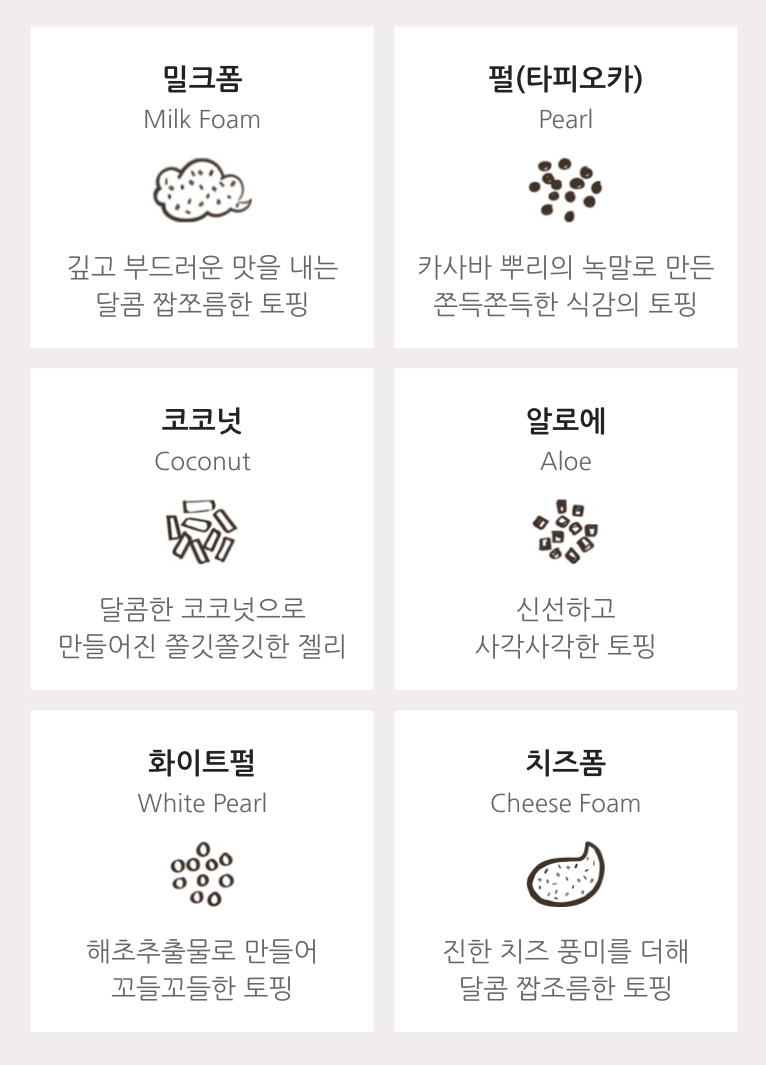 밀크폼
Milk Foam
깊고 부드러운 맛을 내는
달콤 짭쪼름한 토핑
펄(타피오카)
Pearl
카사바 뿌리의 녹말로 만든
쫀득쫀득한 식감의 토핑
코코넛
Coconut
달콤한 코코넛으로
만들어진 쫄깃쫄깃한 젤리
알로에
Aloe
신선하고
사각사각한 토핑
화이트펄
White Pearl
해초추출물로 만들어
꼬들꼬들한 토핑
치즈폼
Cheese Foam
진한 치즈 풍미를 더해
달콤 짭조름한 토핑